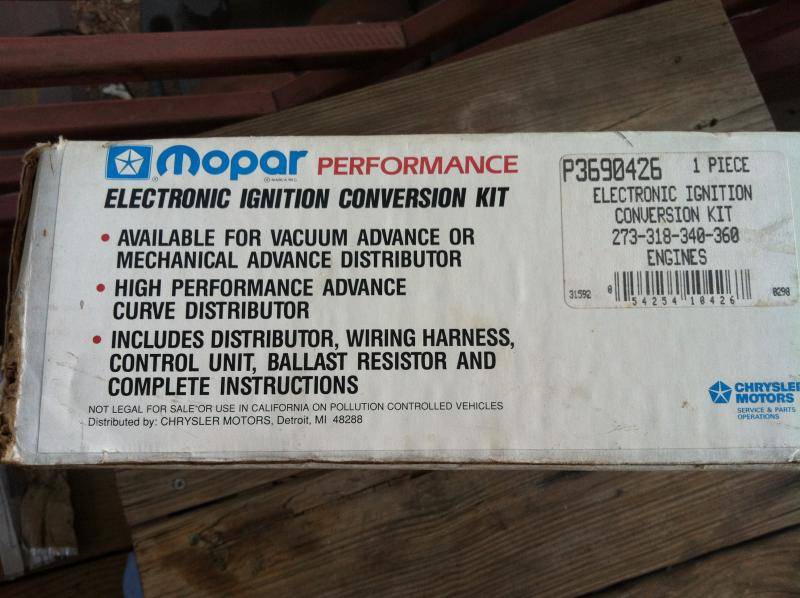 Mopar PERFORMANCE
ELECTRONIC IGNITION CONVERSION KIT
• AVAILABLE FOR VACUUM ADVANCE OR
MECHANICAL ADVANCE DISTRIBUTOR
• HIGH PERFORMANCE ADVANCE
CURVE DISTRIBUTOR
• INCLUDES DISTRIBUTOR, WIRING HARNESS,
CONTROL UNIT, BALLAST RESISTOR AND
COMPLETE INSTRUCTIONS
NOT LEGAL FOR SALE OR USE IN CALIFORNIA ON POLLUTION CONTROLLED VEHICLES
Distributed by: CHRYSLER MOTORS, Detroit, MI 48288
P3690426 1 PIECE
ELECTRONIC IGNITION
CONVERSION KIT
273-318-340-360
ENGINES
31592 0 54254 10426 0290
CHRYSLER
MOTORS
SERVICE & PARTS
OPERATIONS